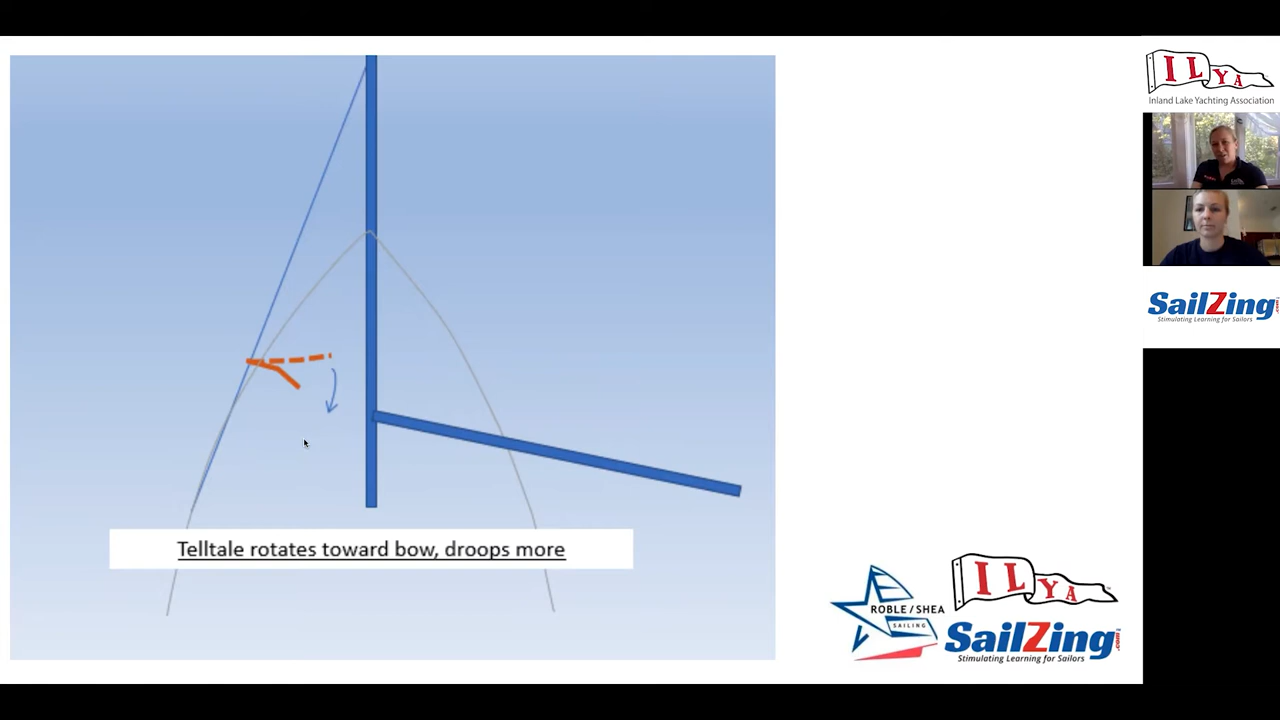 Telltale rotates toward bow, droops more
ILYA
Inland Lake Yachting Association
SailZing
Stimulating Learning for Sailors
ROBLE/SHEA
SAILING
ILYA
SailZing
Stimulating Learning for Sailors